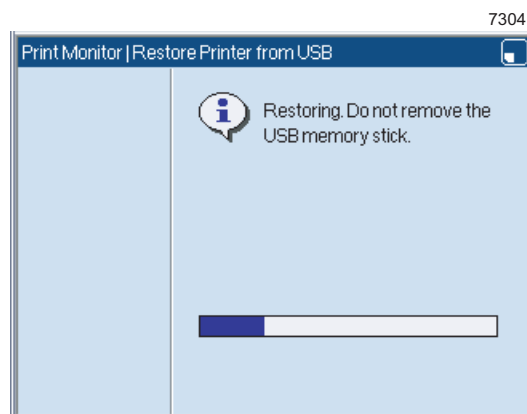 7304
Print Monitor | Restore Printer from USB
Restoring. Do not remove the
USB memory stick.